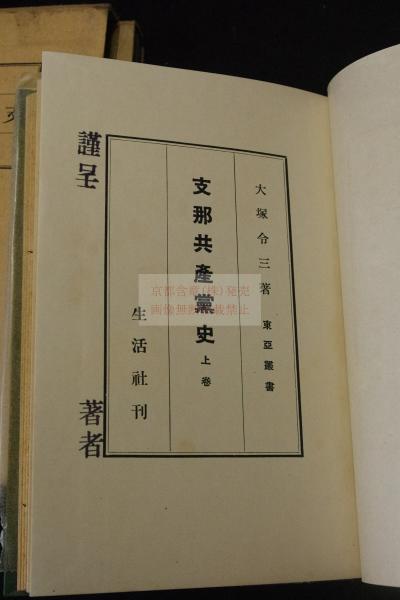 大塚令三著
東亞叢書
支那共產黨史 上卷
生活社刊
謹呈
著者
京都含章(株)発売
画像無断転載禁止